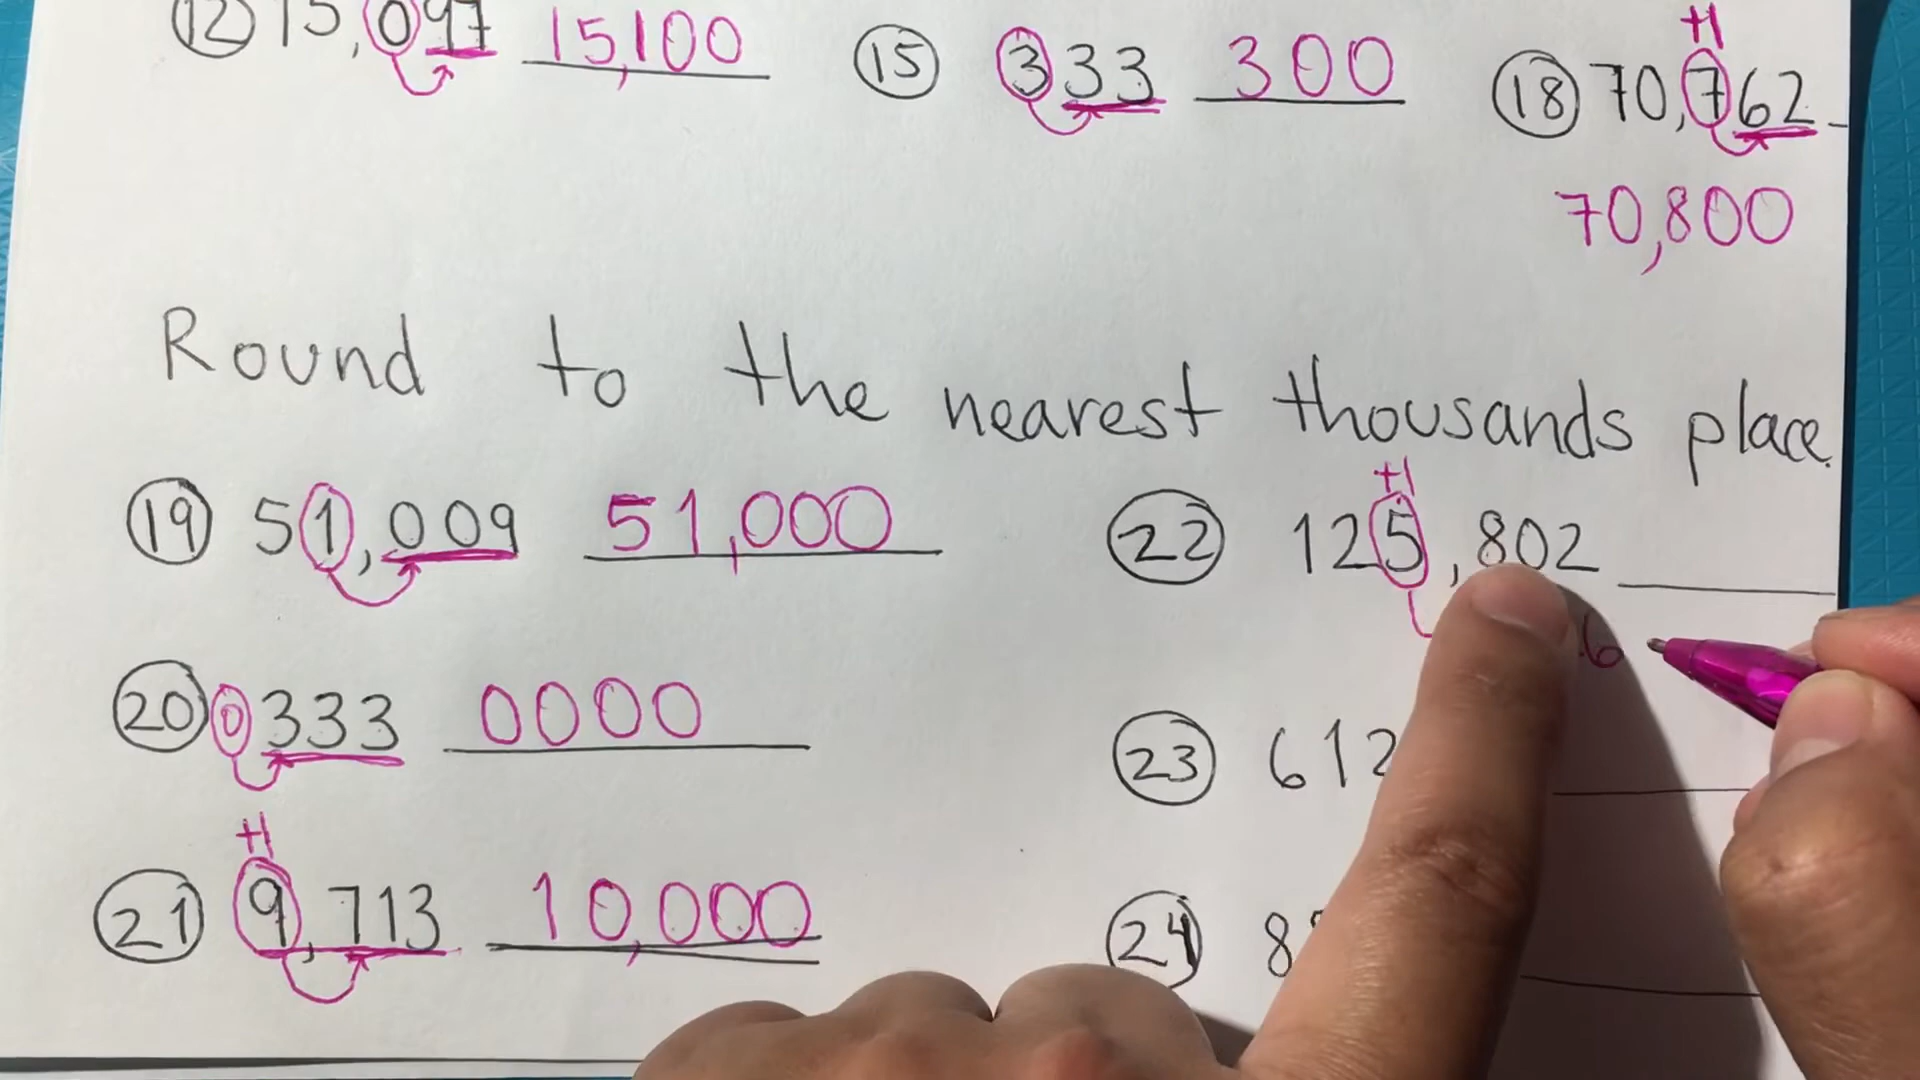 12 15,097 15,100
15 333 300
+1
18 70,762
70,800
Round to the nearest thousands place.
19 51,009 51,000
+1
22 125,802
6
20 0333 0000
23 612
+1
21 9,713 10,000
24 8